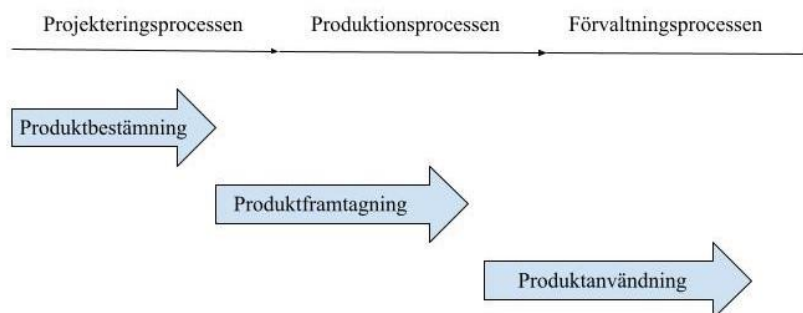 Projekteringsprocessen Produktionsprocessen Förvaltningsprocessen
Produktbestämning
Produktframtagning
Produktanvändning